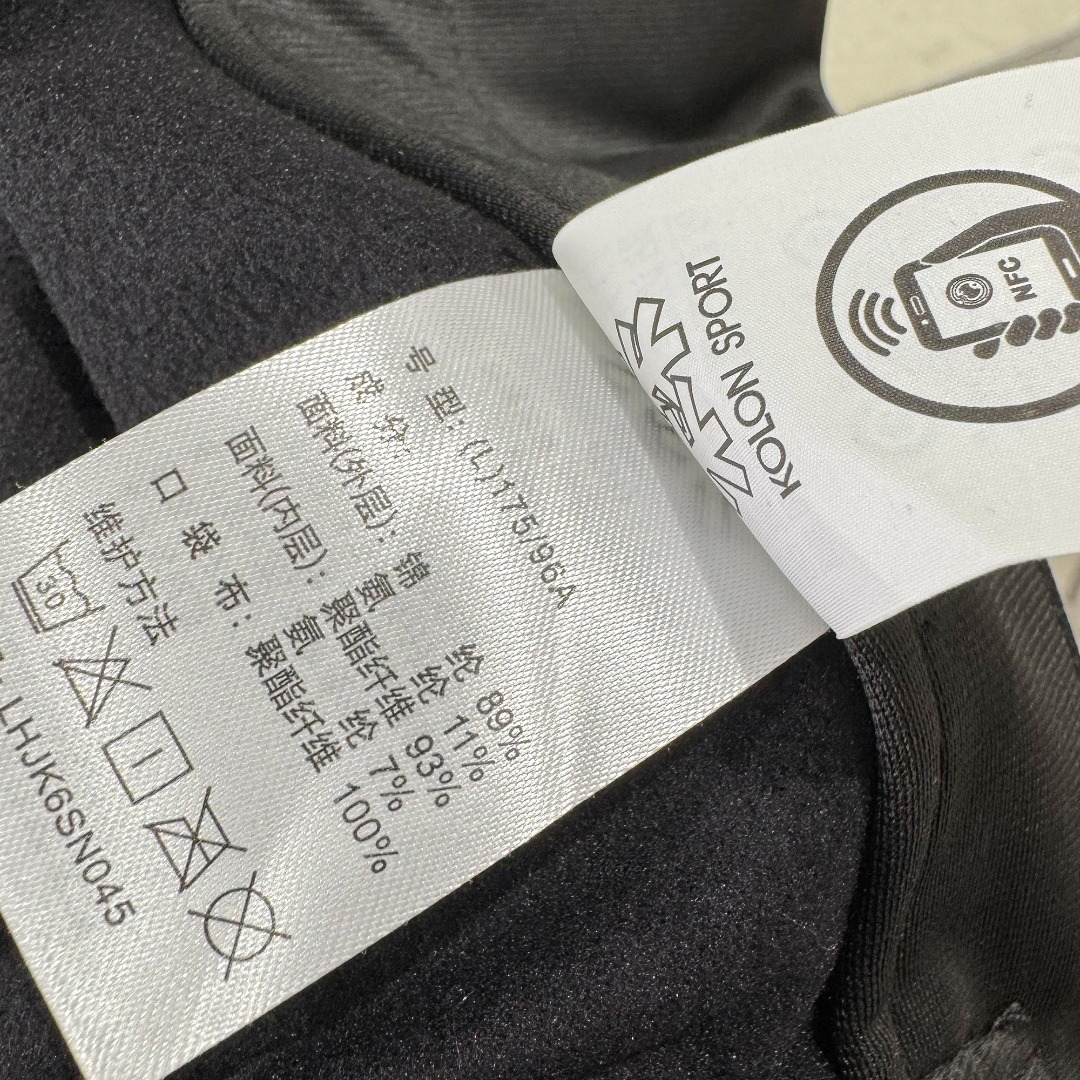 号 型: (L)175/96A
成 分:
面料(外层): 锦 纶 89%
氨 纶 11%
面料(内层): 聚酯纤维 93%
氨 纶 7%
口 袋 布: 聚酯纤维 100%
维护方法
30
LHJK6SN045
KOLON SPORT
NFC